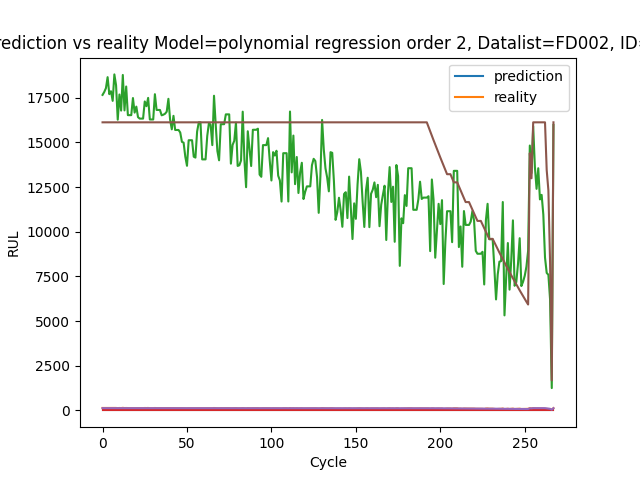 rediction vs reality Model=polynomial regression order 2, Datalist=FD002, ID=
prediction
reality
17500
15000
12500
10000
7500
5000
2500
0
RUL
0 50 100 150 200 250
Cycle